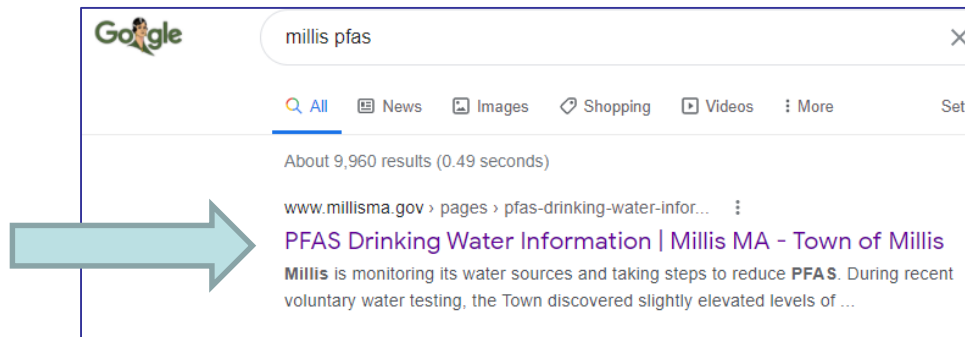 Google
millis pfas
All News Images Shopping Videos More Set
About 9,960 results (0.49 seconds)
www.millisma.gov › pages › pfas-drinking-water-infor...
PFAS Drinking Water Information | Millis MA - Town of Millis
Millis is monitoring its water sources and taking steps to reduce PFAS. During recent
voluntary water testing, the Town discovered slightly elevated levels of ...